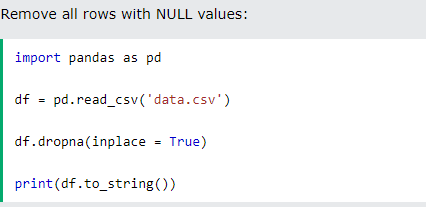 Remove all rows with NULL values:
import pandas as pd
df = pd.read_csv('data.csv')
df.dropna(inplace = True)
print(df.to_string())